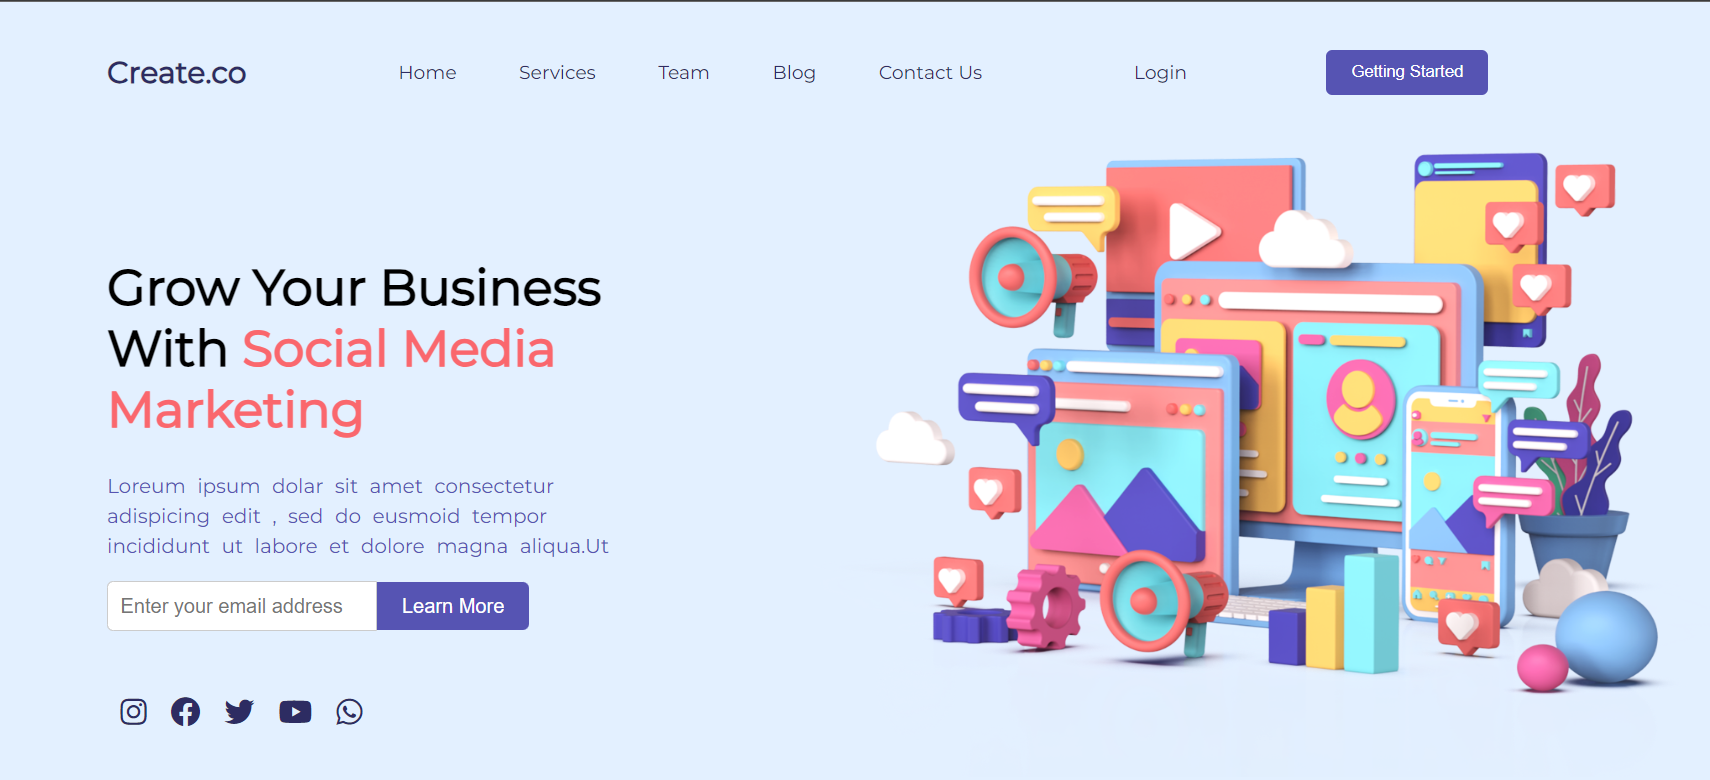 Create.co
Home
Services
Team
Blog
Contact Us
Login
Getting Started
Grow Your Business
With Social Media
Marketing
Loreum ipsum dolar sit amet consectetur
adispicing edit , sed do eusmoid tempor
incididunt ut labore et dolore magna aliqua.Ut
Enter your email address
Learn More